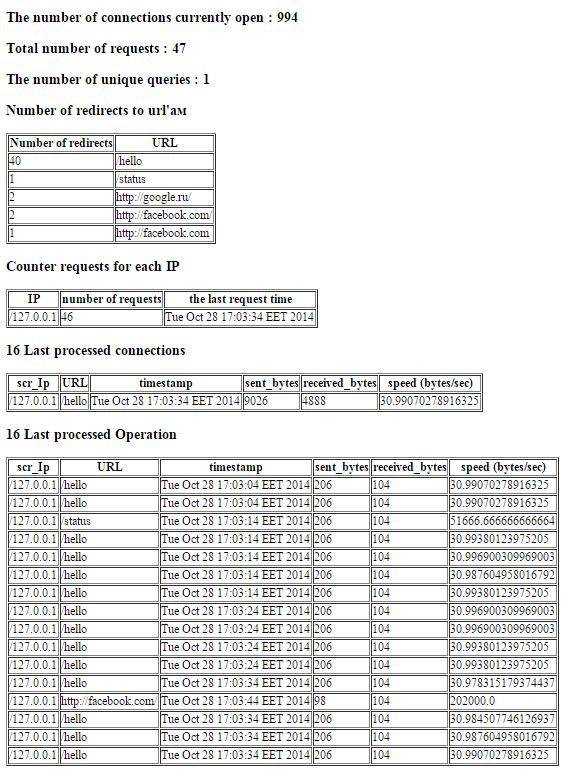 The number of connections currently open : 994
Total number of requests : 47
The number of unique queries : 1
Number of redirects to url'ам
Number of redirects URL
40 /hello
1 /status
2 http://google.ru/
2 http://facebook.com/
1 http://facebook.com
Counter requests for each IP
IP number of requests the last request time
/127.0.0.1 46 Tue Oct 28 17:03:34 EET 2014
16 Last processed connections
scr_Ip URL timestamp sent_bytes received_bytes speed (bytes/sec)
/127.0.0.1 /hello Tue Oct 28 17:03:34 EET 2014 9026 4888 30.99070278916325
16 Last processed Operation
scr_Ip URL timestamp sent_bytes received_bytes speed (bytes/sec)
/127.0.0.1 /hello Tue Oct 28 17:03:04 EET 2014 206 104 30.99070278916325
/127.0.0.1 /hello Tue Oct 28 17:03:04 EET 2014 206 104 30.99070278916325
/127.0.0.1 /status Tue Oct 28 17:03:14 EET 2014 206 104 51666.666666666664
/127.0.0.1 /hello Tue Oct 28 17:03:14 EET 2014 206 104 30.99380123975205
/127.0.0.1 /hello Tue Oct 28 17:03:14 EET 2014 206 104 30.996900309969003
/127.0.0.1 /hello Tue Oct 28 17:03:14 EET 2014 206 104 30.987604958016792
/127.0.0.1 /hello Tue Oct 28 17:03:14 EET 2014 206 104 30.99380123975205
/127.0.0.1 /hello Tue Oct 28 17:03:24 EET 2014 206 104 30.996900309969003
/127.0.0.1 /hello Tue Oct 28 17:03:24 EET 2014 206 104 30.996900309969003
/127.0.0.1 /hello Tue Oct 28 17:03:24 EET 2014 206 104 30.99380123975205
/127.0.0.1 /hello Tue Oct 28 17:03:24 EET 2014 206 104 30.99380123975205
/127.0.0.1 /hello Tue Oct 28 17:03:34 EET 2014 206 104 30.978315179374437
/127.0.0.1 http://facebook.com/ Tue Oct 28 17:03:44 EET 2014 98 104 202000.0
/127.0.0.1 /hello Tue Oct 28 17:03:34 EET 2014 206 104 30.984507746126937
/127.0.0.1 /hello Tue Oct 28 17:03:34 EET 2014 206 104 30.987604958016792
/127.0.0.1 /hello Tue Oct 28 17:03:34 EET 2014 206 104 30.99070278916325